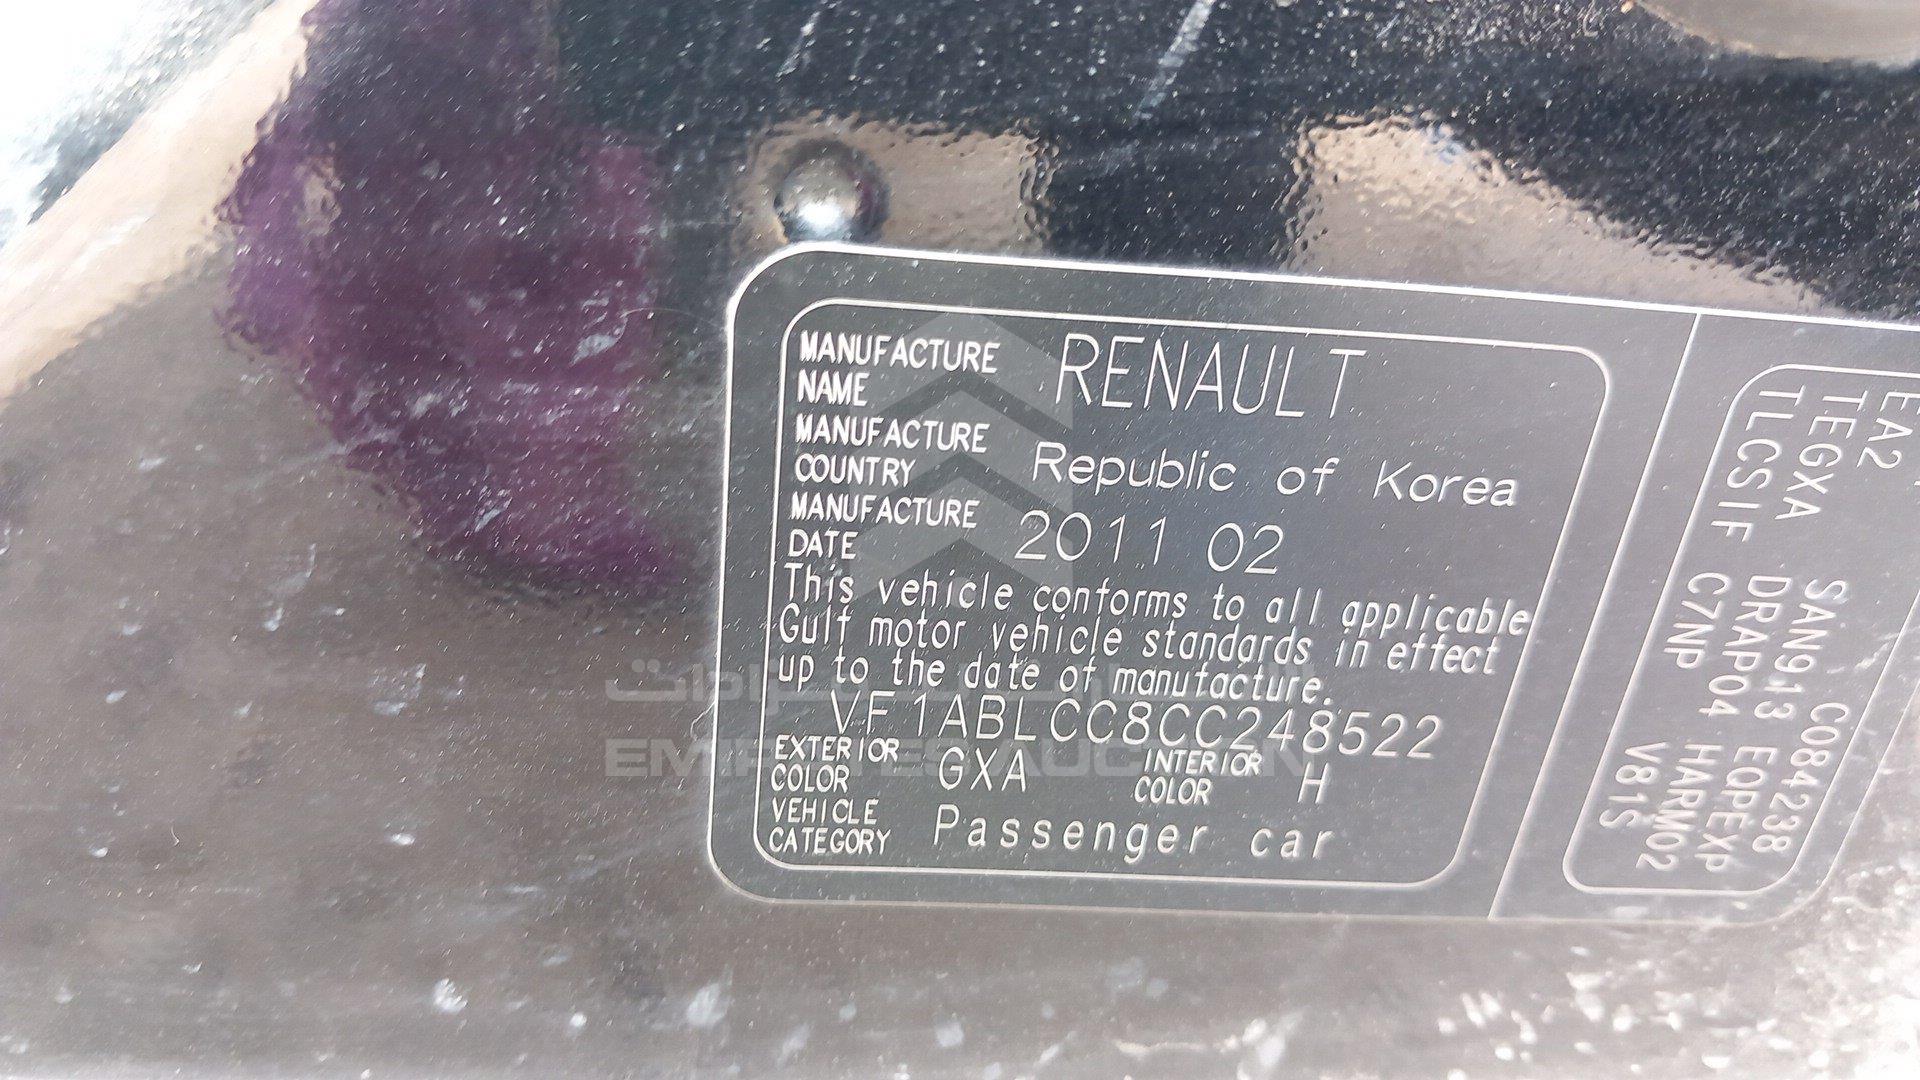 MANUFACTURE NAME RENAULT
MANUFACTURE COUNTRY Republic of Korea
MANUFACTURE DATE 2011 02
This vehicle conforms to all applicable
Gulf motor vehicle standards in effect
up to the date of manufacture.
VF1ABLCC8CC248522
EXTERIOR COLOR GXA INTERIOR COLOR H
VEHICLE CATEGORY Passenger car
EA2
TEGXA SAN913 C084238
TLCSIF DRAP04 EQPEXP
C7NP HARM02
V81S
EMIRATES AUCTION